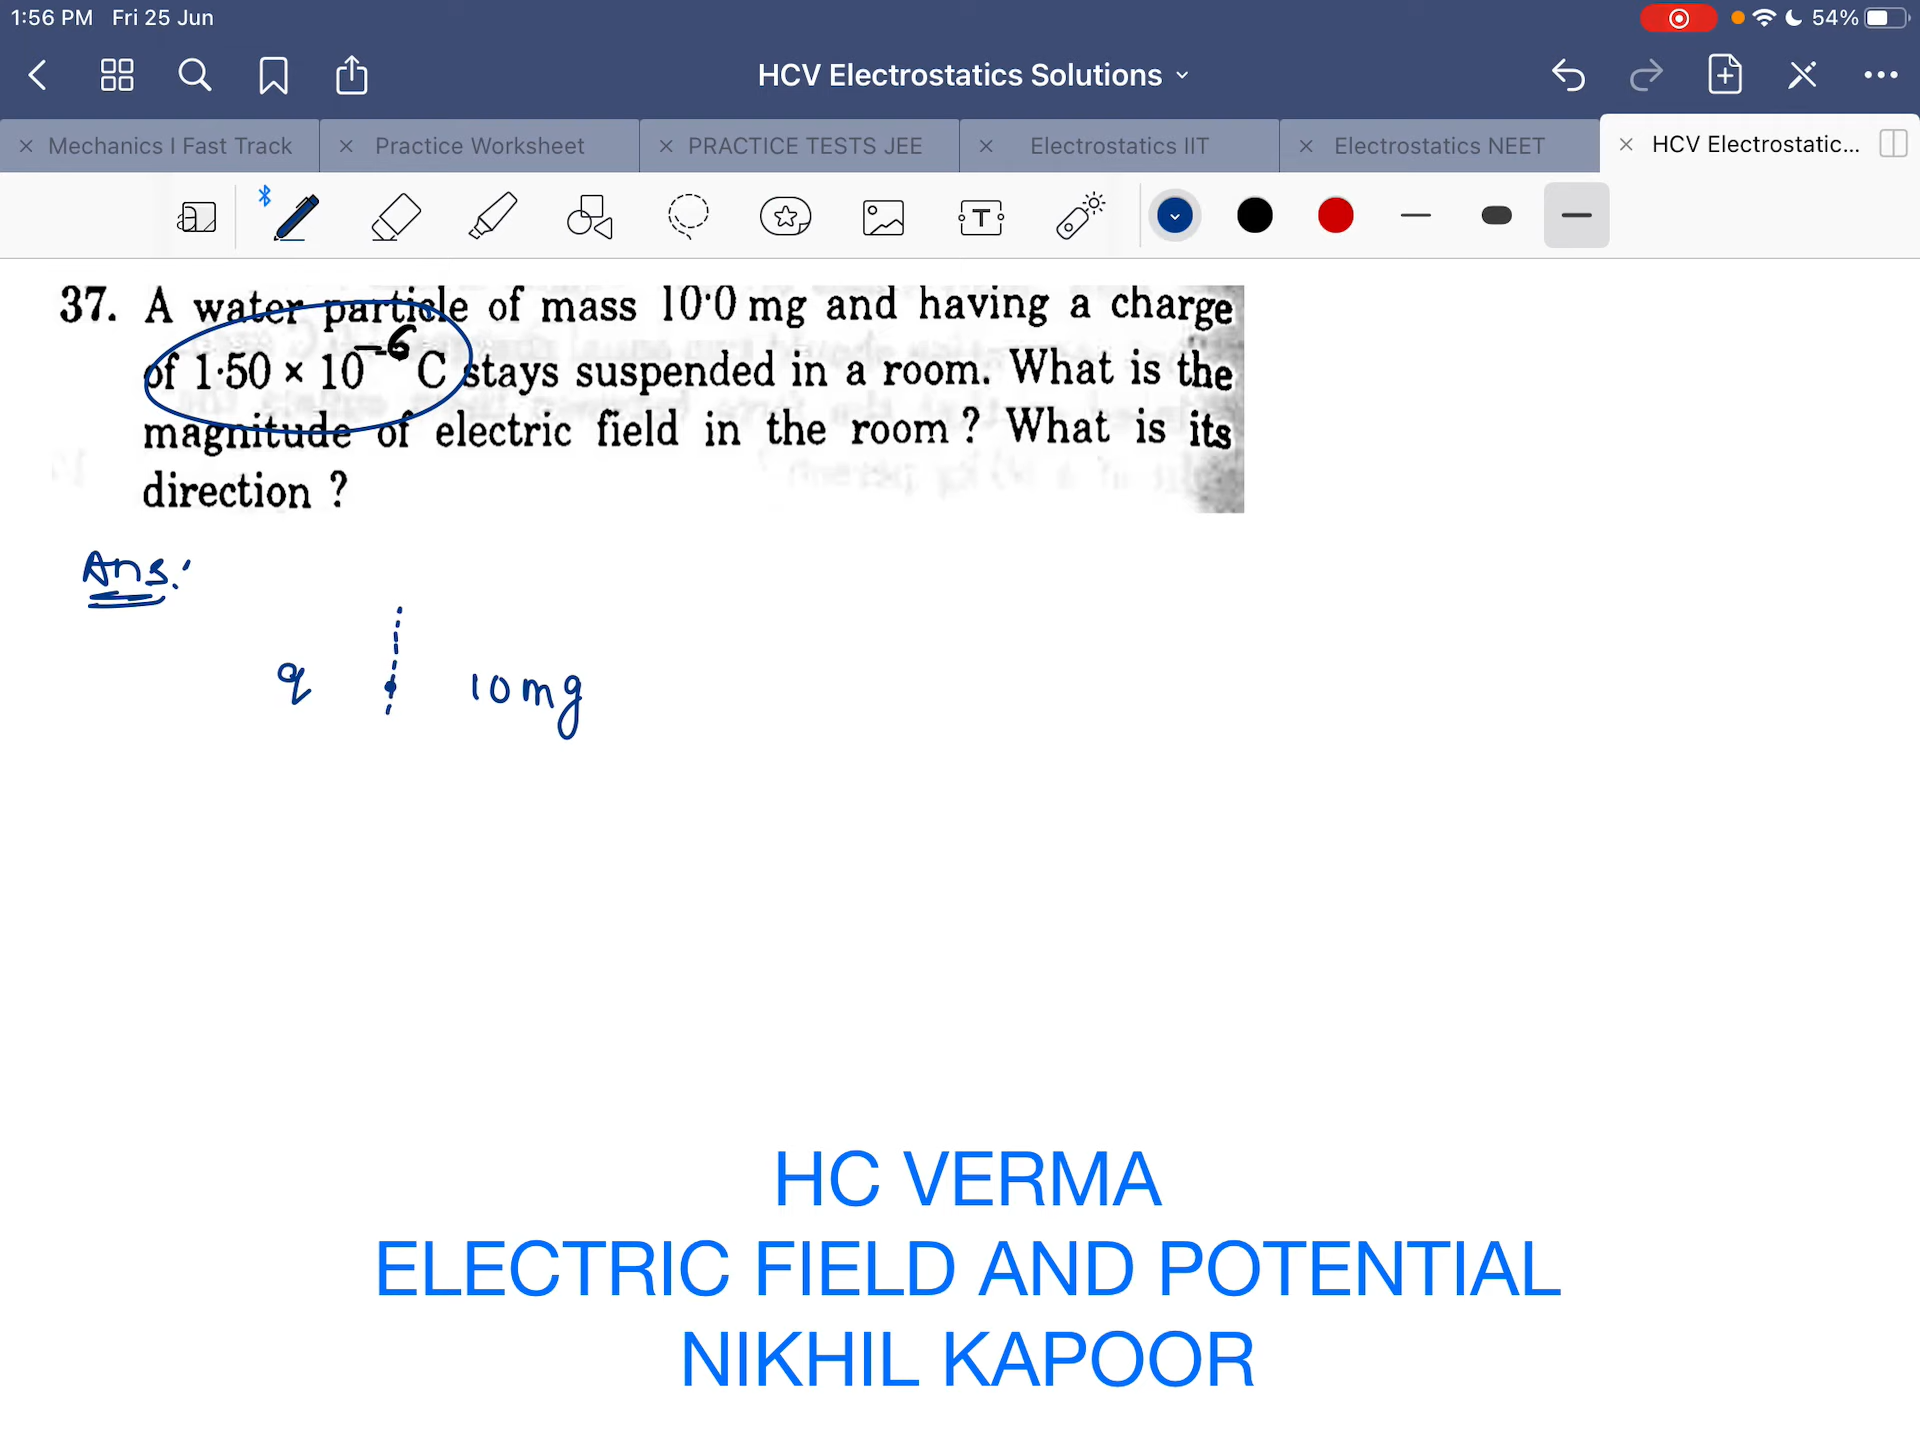 1:56 PM Fri 25 Jun 54%
HCV Electrostatics Solutions
Mechanics I Fast Track Practice Worksheet PRACTICE TESTS JEE Electrostatics IIT Electrostatics NEET HCV Electrostatic...
37. A water particle of mass 10·0 mg and having a charge
of 1·50 × 10⁻⁶ C stays suspended in a room. What is the
magnitude of electric field in the room ? What is its
direction ?
Ans:
q 10mg
HC VERMA
ELECTRIC FIELD AND POTENTIAL
NIKHIL KAPOOR